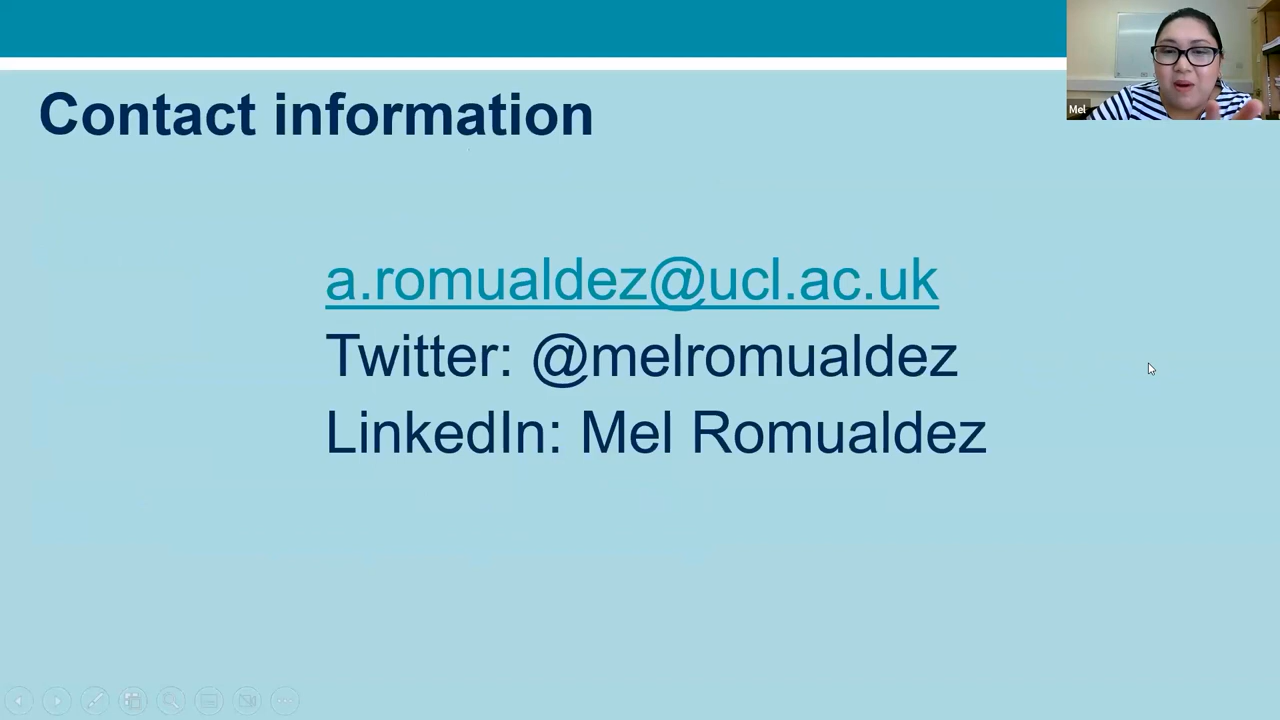 Contact information
Mel
a.romualdez@ucl.ac.uk
Twitter: @melromualdez
LinkedIn: Mel Romualdez